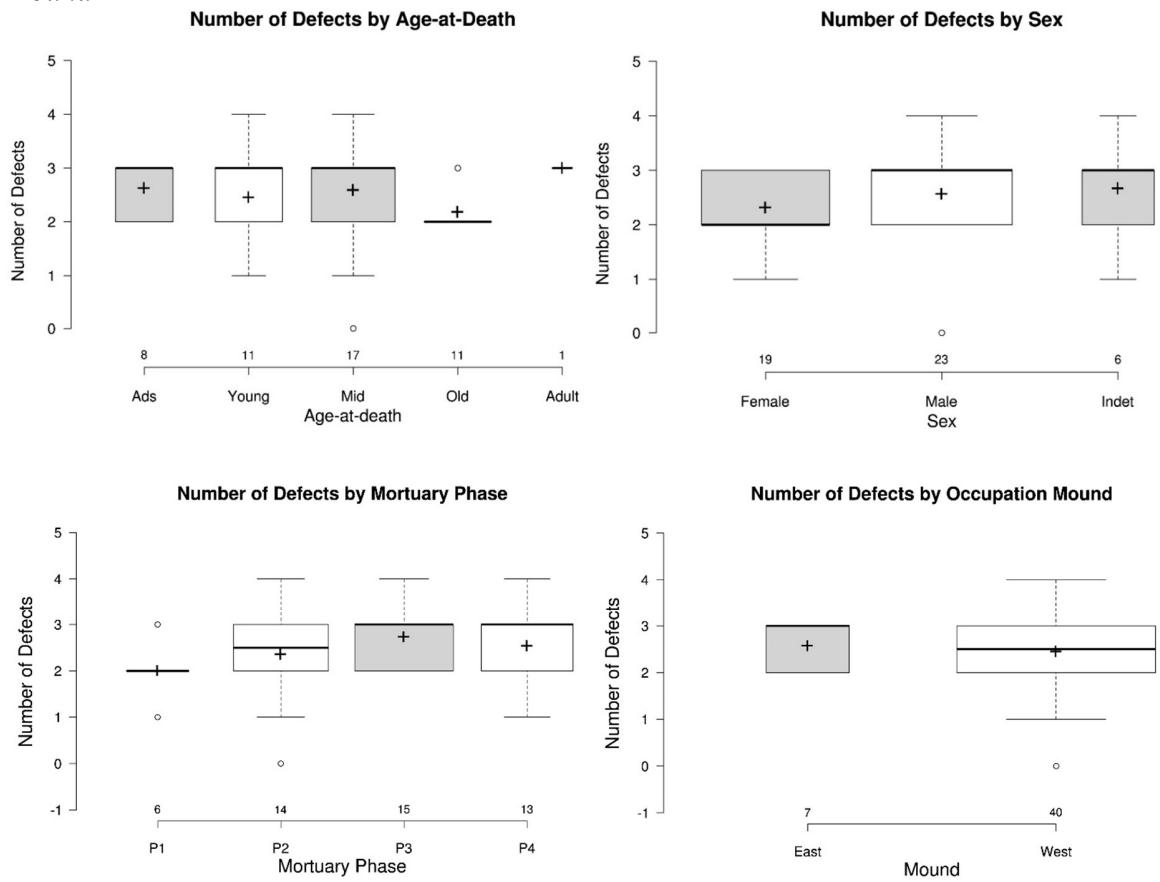 Number of Defects by Age-at-Death
Number of Defects
5
4
3
2
1
0
8 11 17 11 1
Ads Young Mid Old Adult
Age-at-death
Number of Defects by Sex
Number of Defects
5
4
3
2
1
0
19 23 6
Female Male Indet
Sex
Number of Defects by Mortuary Phase
Number of Defects
5
4
3
2
1
0
-1
6 14 15 13
P1 P2 P3 P4
Mortuary Phase
Number of Defects by Occupation Mound
Number of Defects
5
4
3
2
1
0
-1
7 40
East West
Mound